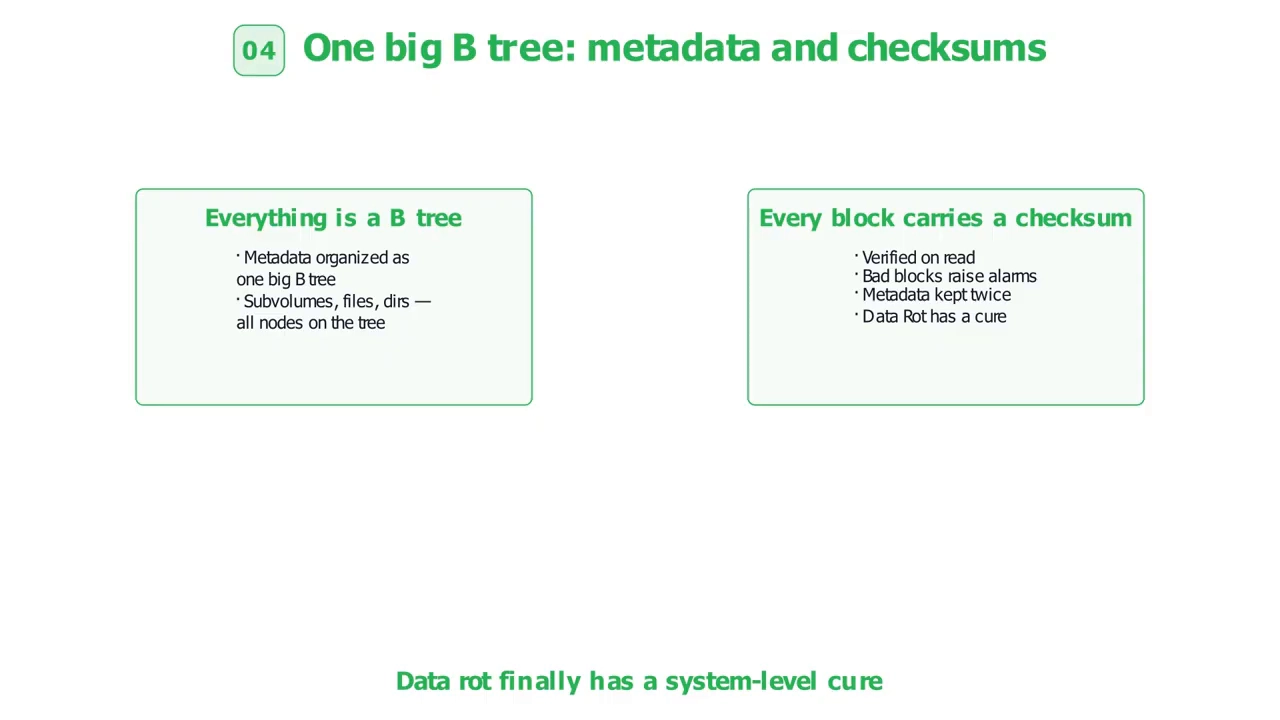 04 One big B tree: metadata and checksums
Everything is a B tree
· Metadata organized as
one big B tree
· Subvolumes, files, dirs —
all nodes on the tree
Every block carries a checksum
· Verified on read
· Bad blocks raise alarms
· Metadata kept twice
· Data Rot has a cure
Data rot finally has a system-level cure